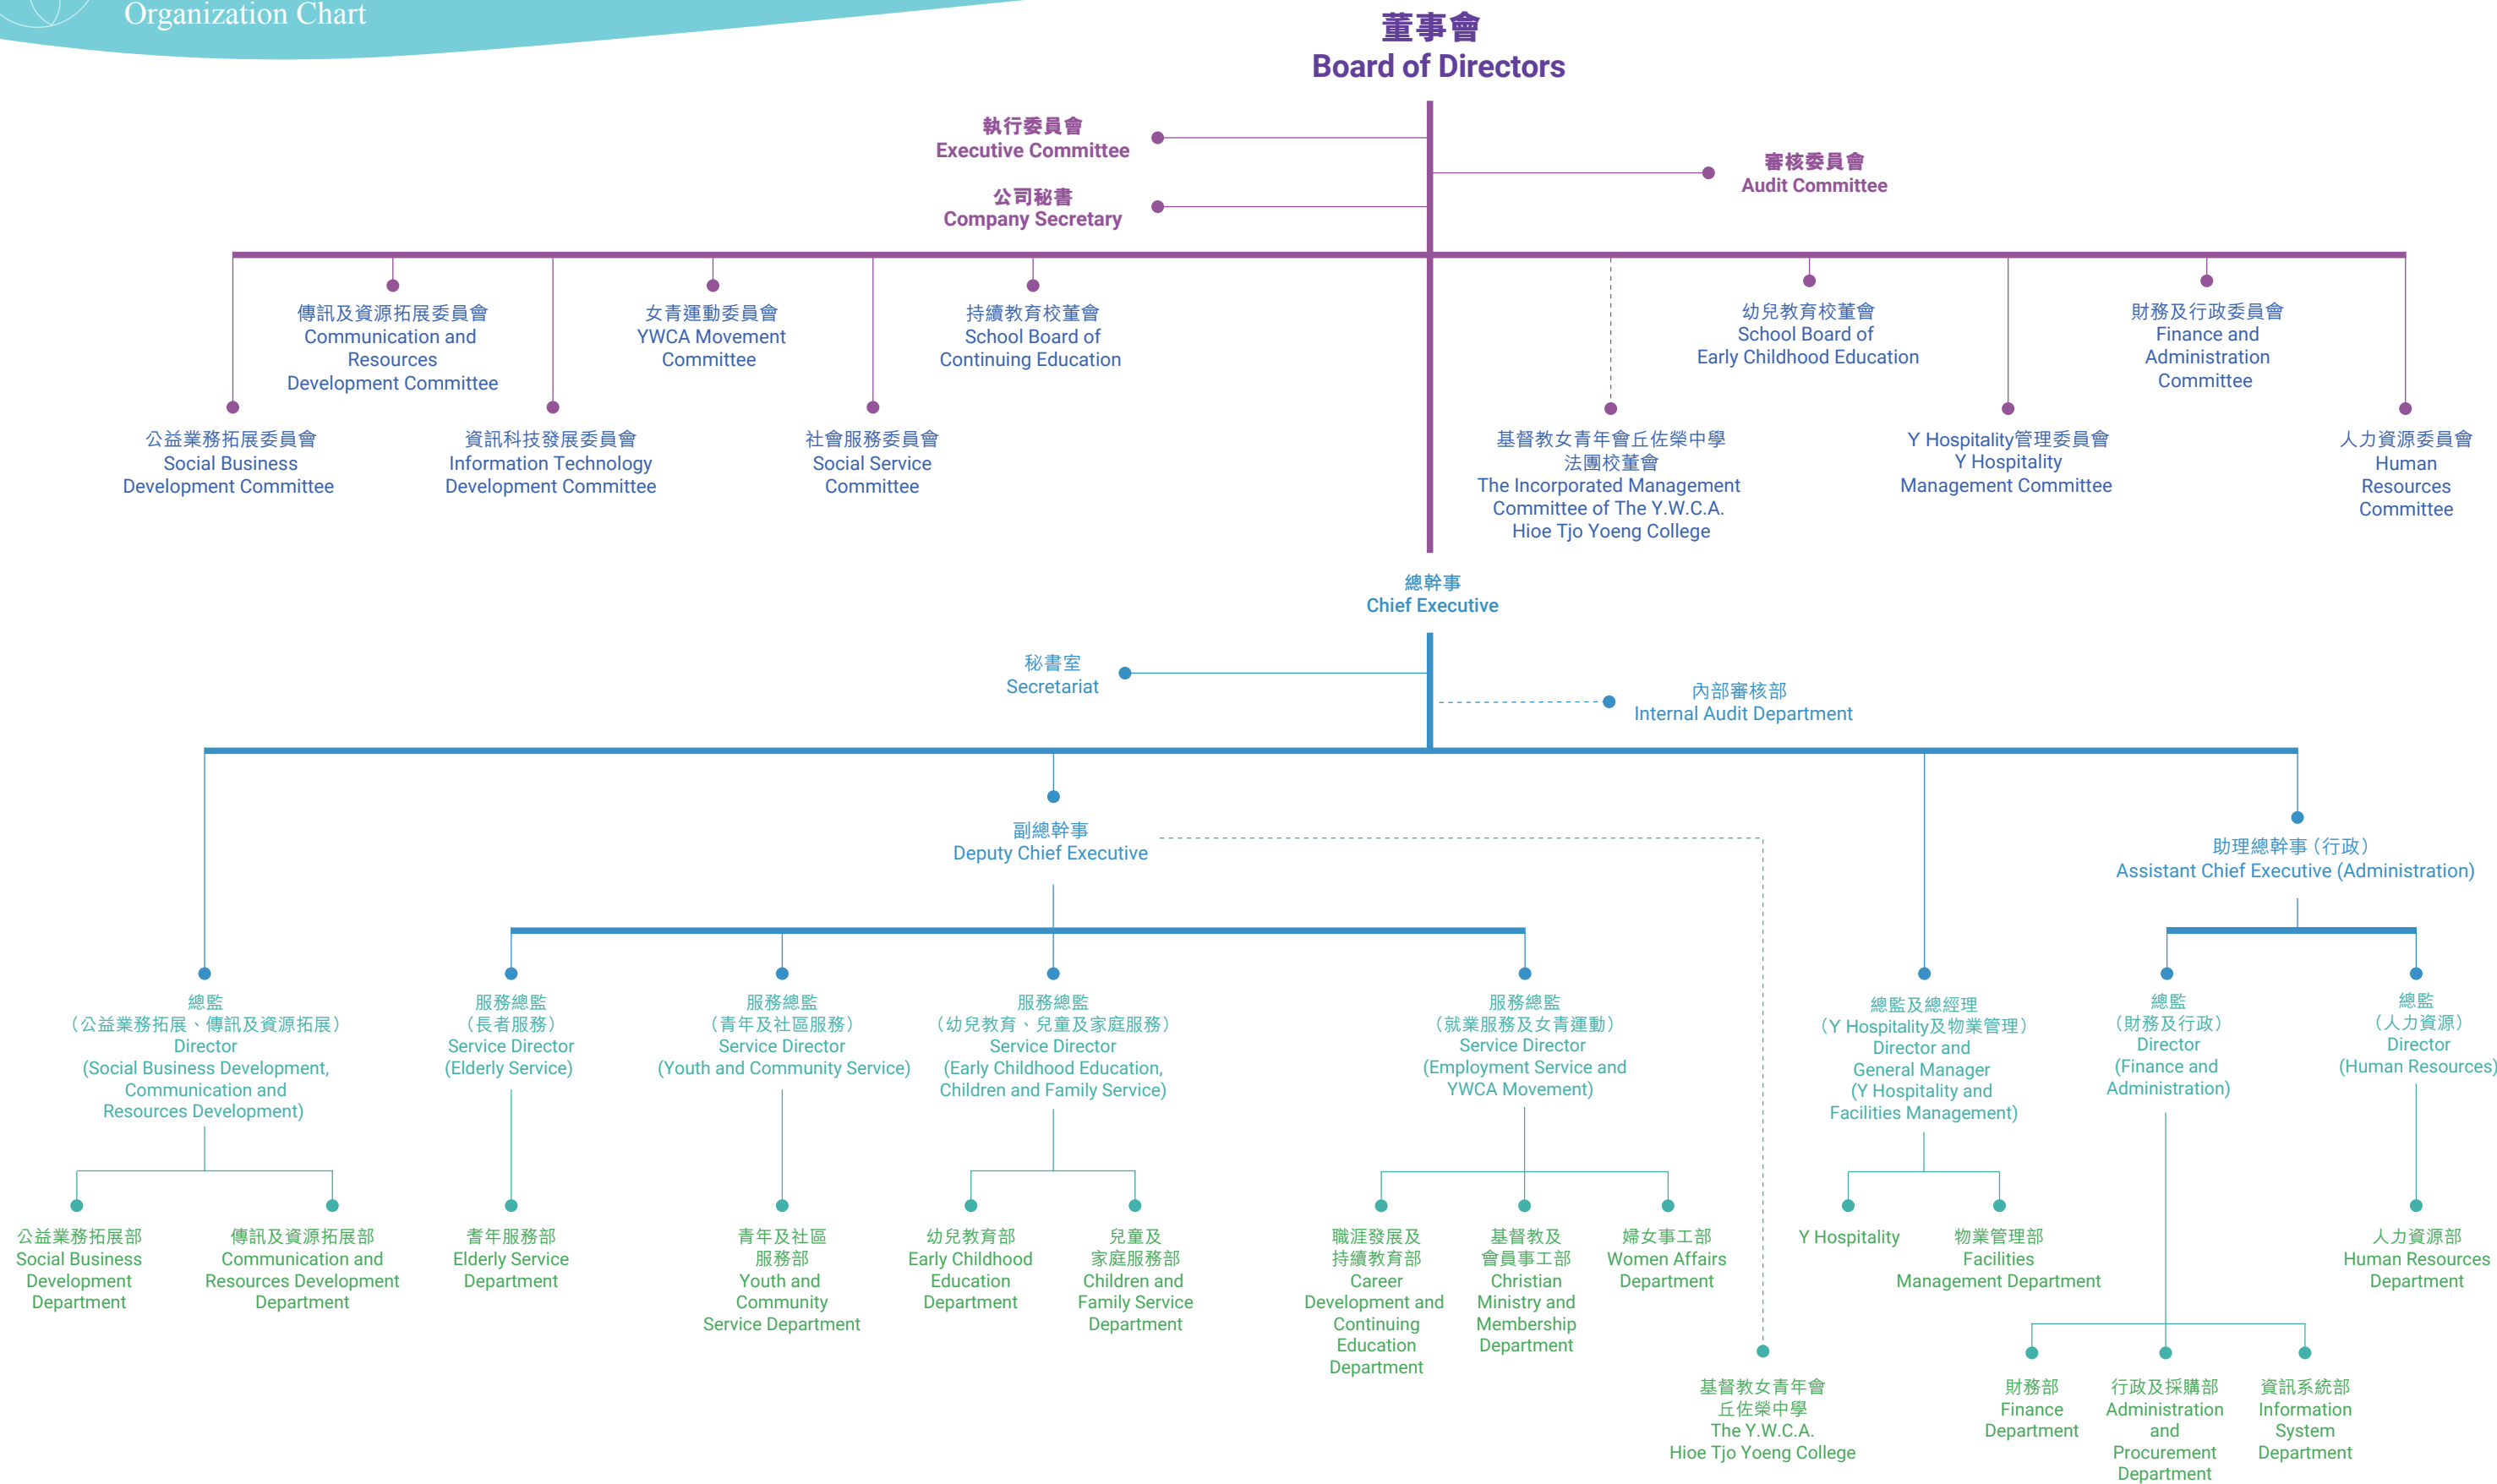 Organization Chart
董事會
Board of Directors
執行委員會
Executive Committee
審核委員會
Audit Committee
公司秘書
Company Secretary
傳訊及資源拓展委員會
Communication and
Resources
Development Committee
女青運動委員會
YWCA Movement
Committee
持續教育校董會
School Board of
Continuing Education
幼兒教育校董會
School Board of
Early Childhood Education
財務及行政委員會
Finance and
Administration
Committee
公益業務拓展委員會
Social Business
Development Committee
資訊科技發展委員會
Information Technology
Development Committee
社會服務委員會
Social Service
Committee
基督教女青年會丘佐榮中學
法團校董會
The Incorporated Management
Committee of The Y.W.C.A.
Hioe Tjo Yoeng College
Y Hospitality管理委員會
Y Hospitality
Management Committee
人力資源委員會
Human
Resources
Committee
總幹事
Chief Executive
秘書室
Secretariat
內部審核部
Internal Audit Department
副總幹事
Deputy Chief Executive
助理總幹事（行政）
Assistant Chief Executive (Administration)
總監
（公益業務拓展、傳訊及資源拓展）
Director
(Social Business Development,
Communication and
Resources Development)
服務總監
（長者服務）
Service Director
(Elderly Service)
服務總監
（青年及社區服務）
Service Director
(Youth and Community Service)
服務總監
（幼兒教育、兒童及家庭服務）
Service Director
(Early Childhood Education,
Children and Family Service)
服務總監
（就業服務及女青運動）
Service Director
(Employment Service and
YWCA Movement)
總監及總經理
（Y Hospitality及物業管理）
Director and
General Manager
(Y Hospitality and
Facilities Management)
總監
（財務及行政）
Director
(Finance and
Administration)
總監
（人力資源）
Director
(Human Resources)
公益業務拓展部
Social Business
Development
Department
傳訊及資源拓展部
Communication and
Resources Development
Department
耆年服務部
Elderly Service
Department
青年及社區
服務部
Youth and
Community
Service Department
幼兒教育部
Early Childhood
Education
Department
兒童及
家庭服務部
Children and
Family Service
Department
職涯發展及
持續教育部
Career
Development and
Continuing
Education
Department
基督教及
會員事工部
Christian
Ministry and
Membership
Department
婦女事工部
Women Affairs
Department
Y Hospitality
物業管理部
Facilities
Management Department
人力資源部
Human Resources
Department
基督教女青年會
丘佐榮中學
The Y.W.C.A.
Hioe Tjo Yoeng College
財務部
Finance
Department
行政及採購部
Administration
and
Procurement
Department
資訊系統部
Information
System
Department